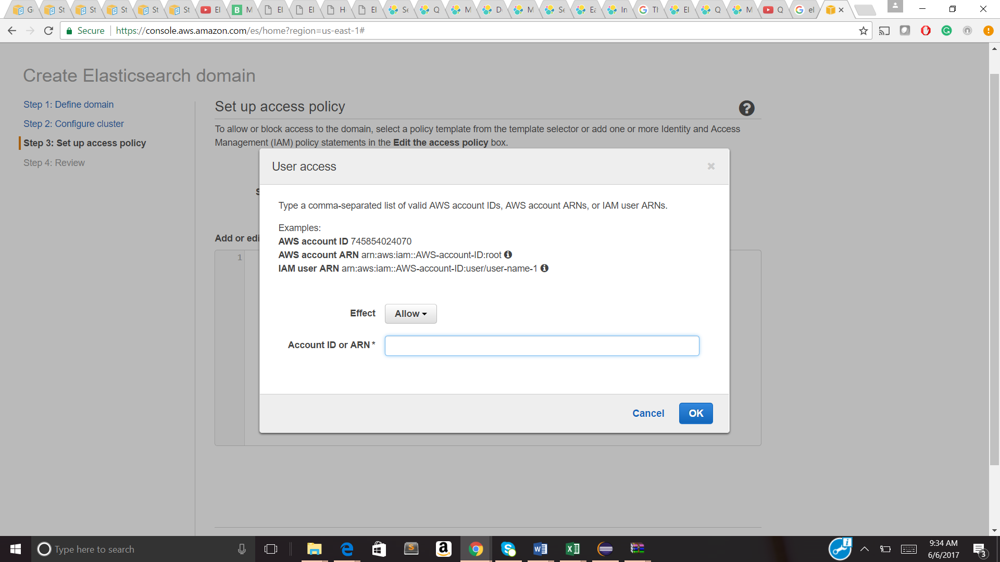 G St St St St St El M El El H El Se Q M D M Se Ea In Th El Q M Q el
Secure https://console.aws.amazon.com/es/home?region=us-east-1#
Create Elasticsearch domain
Step 1: Define domain
Step 2: Configure cluster
Step 3: Set up access policy
Step 4: Review
Set up access policy
To allow or block access to the domain, select a policy template from the template selector or add one or more Identity and Access
Management (IAM) policy statements in the Edit the access policy box.
Add or edi
1
User access
Type a comma-separated list of valid AWS account IDs, AWS account ARNs, or IAM user ARNs.
Examples:
AWS account ID 745854024070
AWS account ARN arn:aws:iam::AWS-account-ID:root
IAM user ARN arn:aws:iam::AWS-account-ID:user/user-name-1
Effect Allow
Account ID or ARN*
Cancel OK
Type here to search
9:34 AM
6/6/2017
3